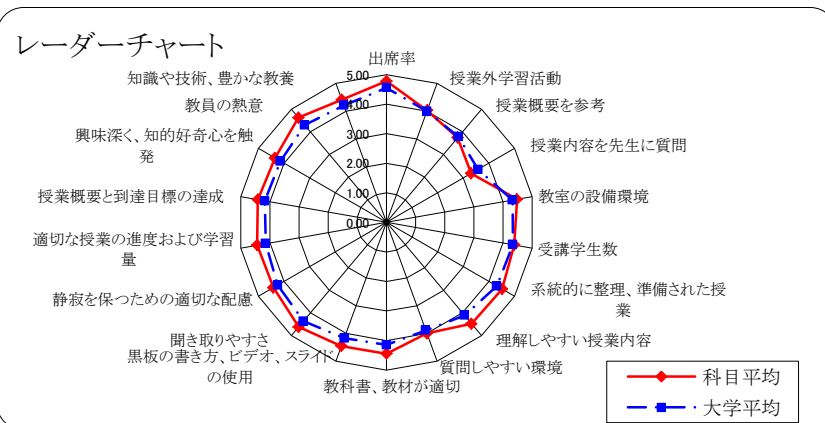 レーダーチャート
出席率
授業外学習活動
授業概要を参考
授業内容を先生に質問
教室の設備環境
受講学生数
系統的に整理、準備された授
業
理解しやすい授業内容
質問しやすい環境
教科書、教材が適切
黒板の書き方、ビデオ、スライド
の使用
聞き取りやすさ
静寂を保つための適切な配慮
適切な授業の進度および学習
量
授業概要と到達目標の達成
興味深く、知的好奇心を触
発
教員の熱意
知識や技術、豊かな教養
5.00
4.00
3.00
2.00
1.00
0.00
科目平均
大学平均